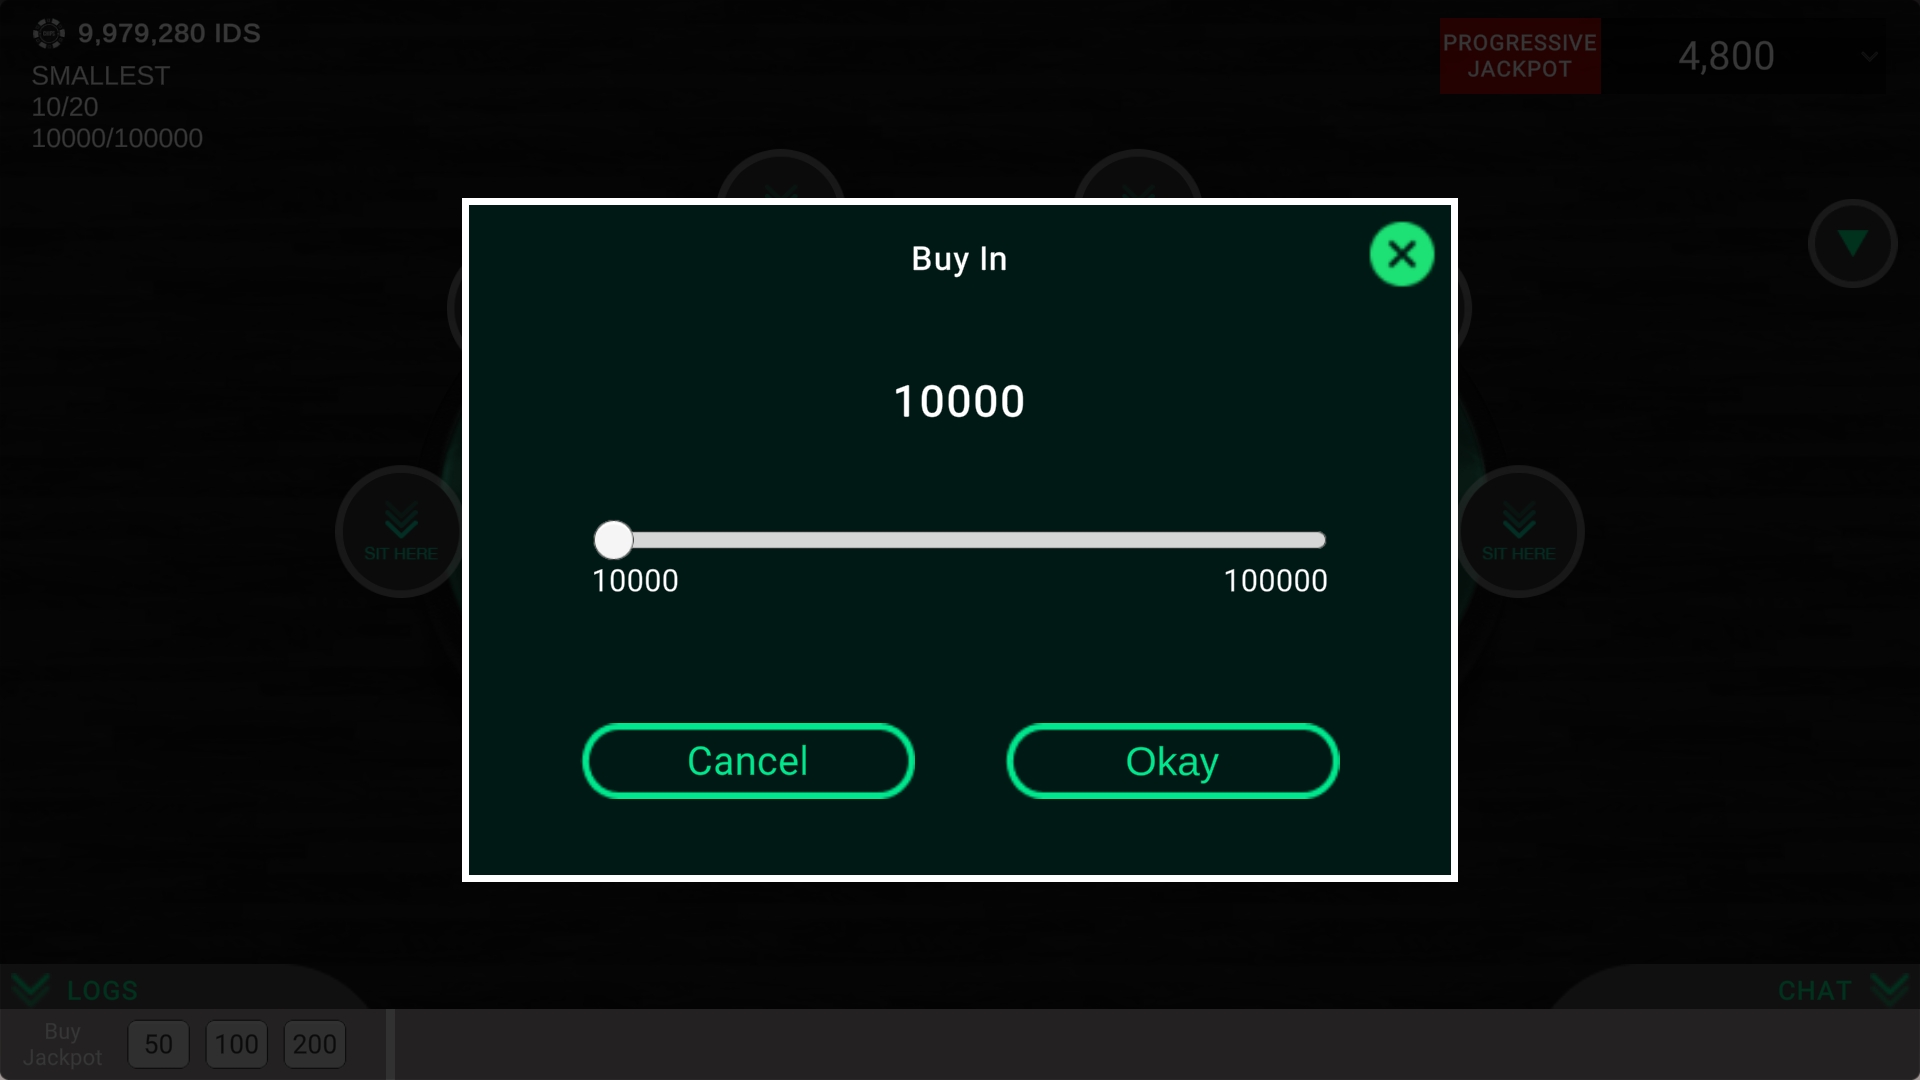 9,979,280 IDS
SMALLEST
10/20
10000/100000
PROGRESSIVE
JACKPOT
4,800
Buy In
10000
10000
100000
SIT HERE
SIT HERE
Cancel
Okay
LOGS
CHAT
Buy
Jackpot
50
100
200